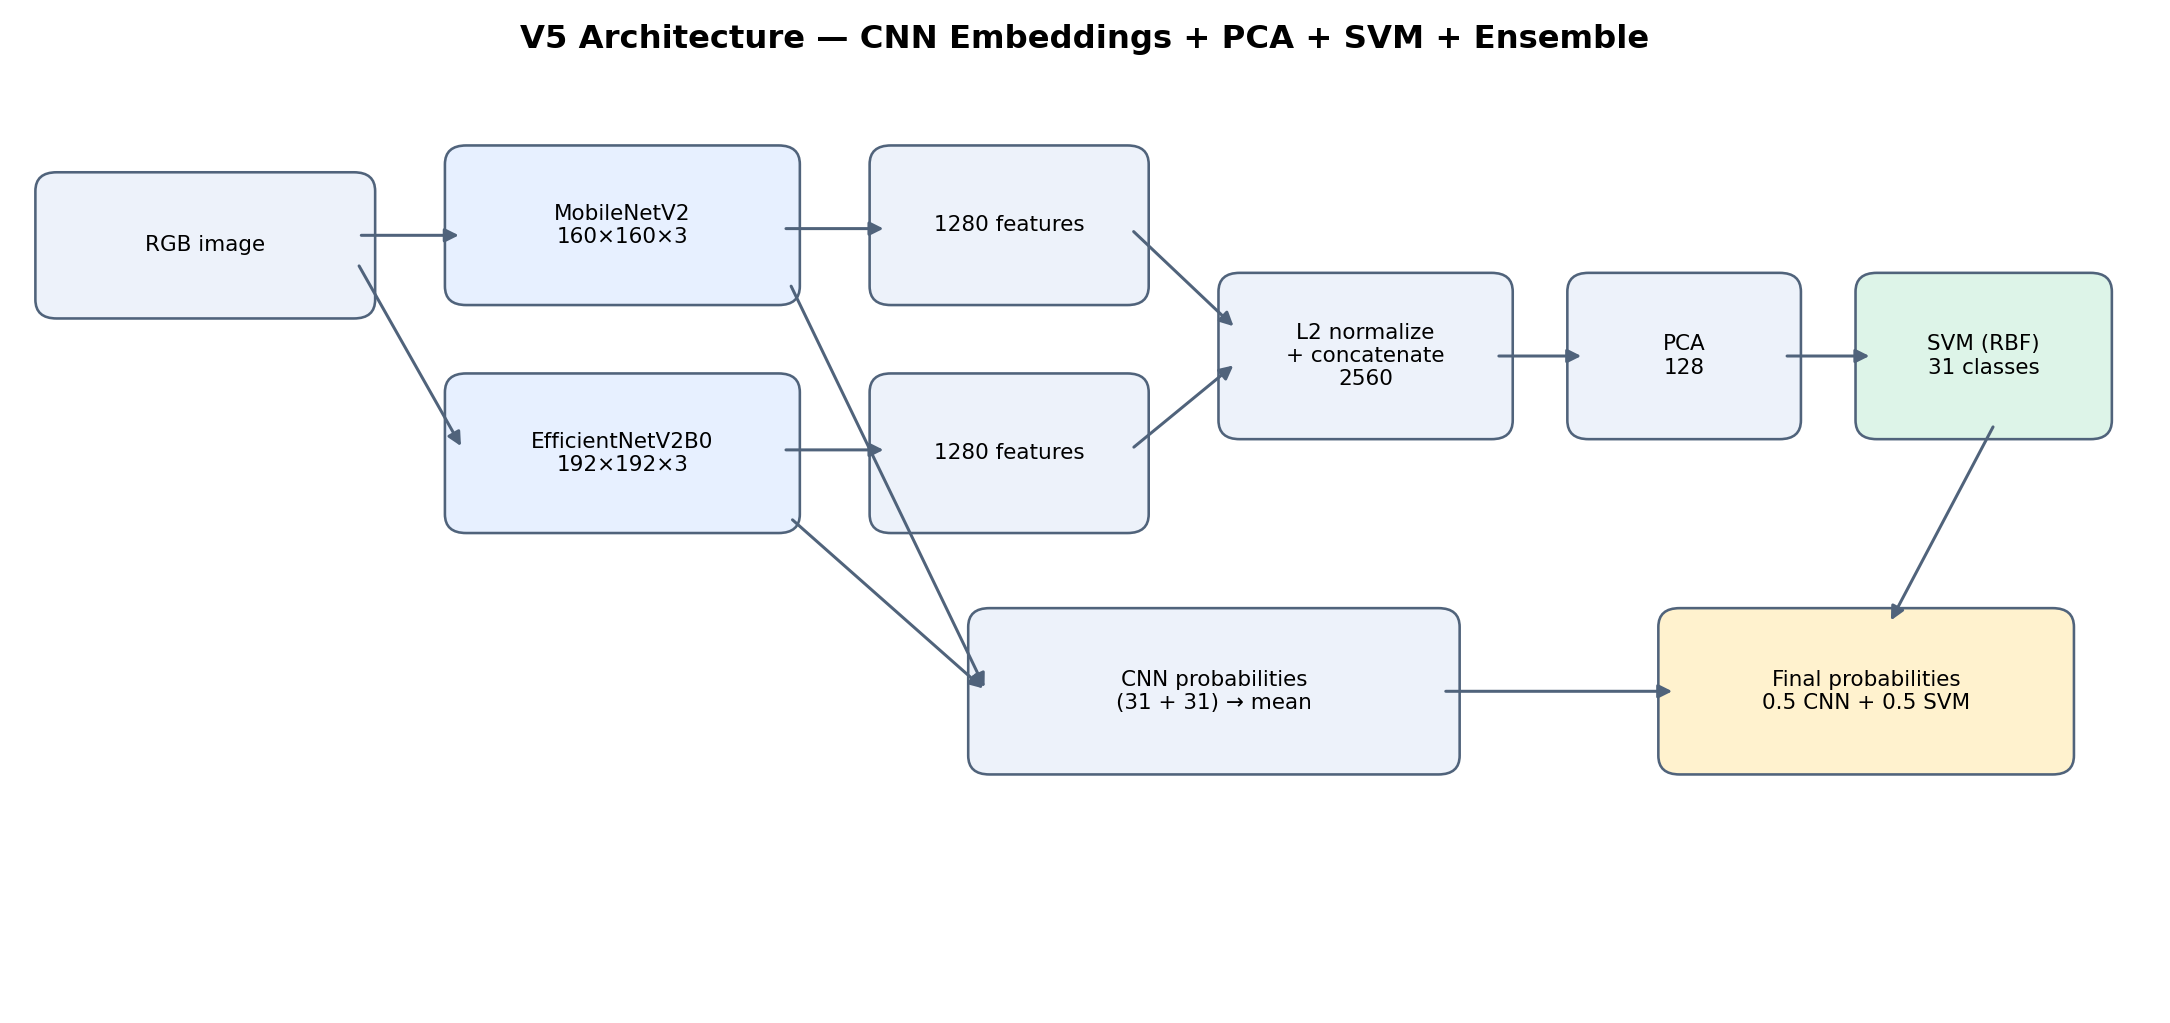 V5 Architecture — CNN Embeddings + PCA + SVM + Ensemble
RGB image
MobileNetV2
160×160×3
1280 features
EfficientNetV2B0
192×192×3
1280 features
L2 normalize
+ concatenate
2560
PCA
128
SVM (RBF)
31 classes
CNN probabilities
(31 + 31) → mean
Final probabilities
0.5 CNN + 0.5 SVM